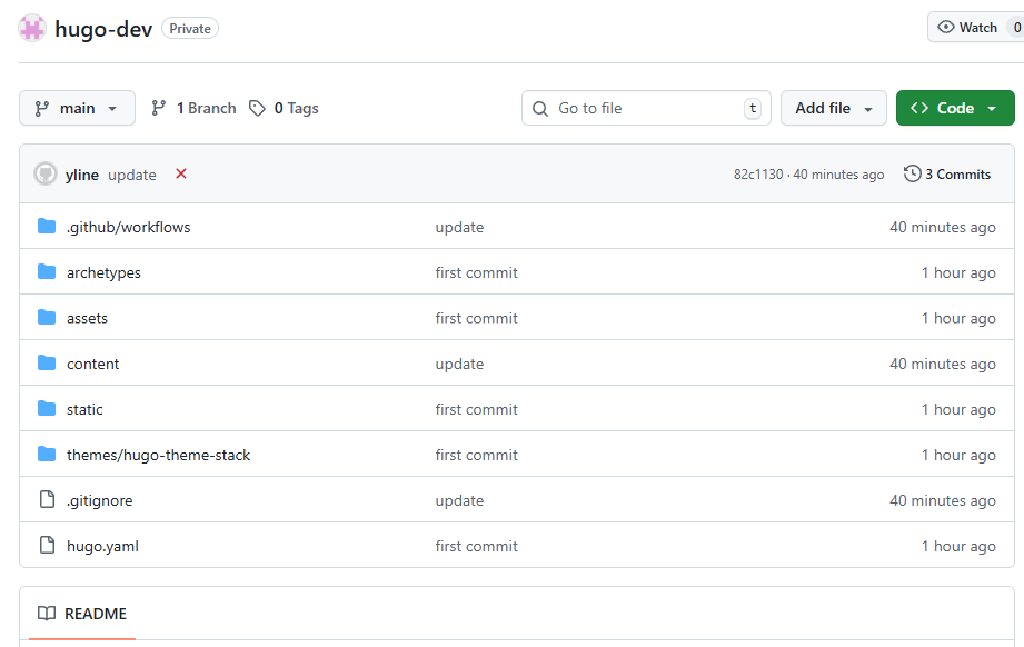 hugo-dev Private Watch 0
main 1 Branch 0 Tags Go to file t Add file Code
yline update 82c1130 · 40 minutes ago 3 Commits
.github/workflows update 40 minutes ago
archetypes first commit 1 hour ago
assets first commit 1 hour ago
content update 40 minutes ago
static first commit 1 hour ago
themes/hugo-theme-stack first commit 1 hour ago
.gitignore update 40 minutes ago
hugo.yaml first commit 1 hour ago
README